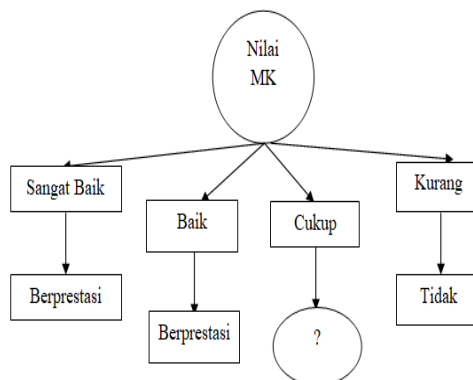 Nilai
MK
Sangat Baik
Baik
Cukup
Kurang
Berprestasi
Berprestasi
?
Tidak